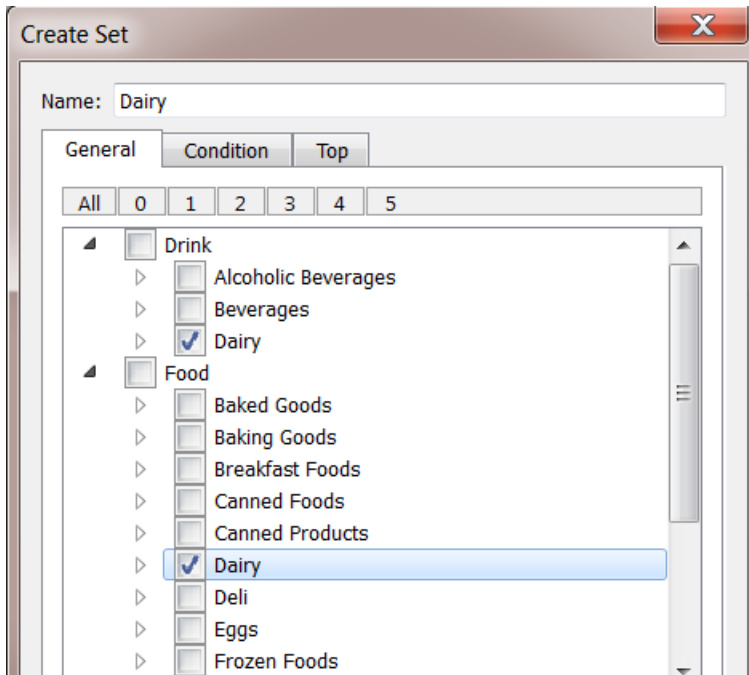 Create Set
Name: Dairy
General Condition Top
All 0 1 2 3 4 5
Drink
Alcoholic Beverages
Beverages
Dairy
Food
Baked Goods
Baking Goods
Breakfast Foods
Canned Foods
Canned Products
Dairy
Deli
Eggs
Frozen Foods